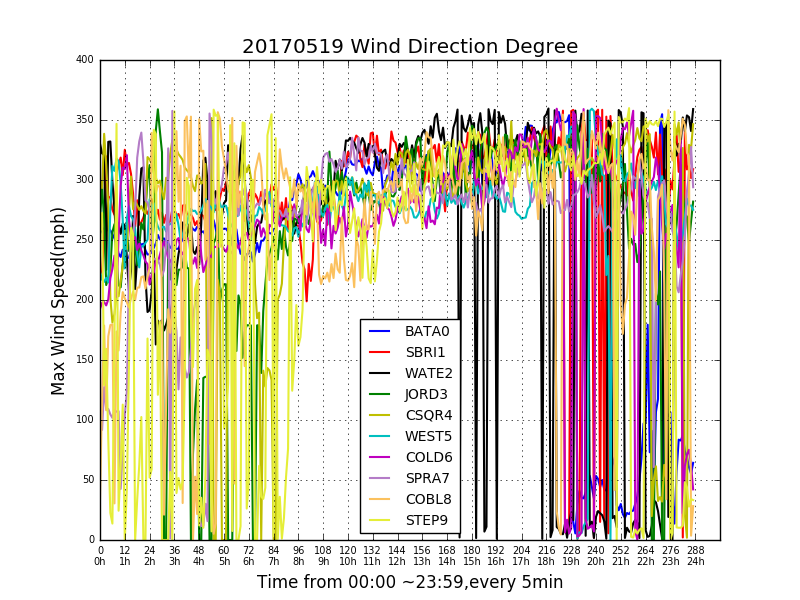 20170519 Wind Direction Degree
Max Wind Speed(mph)
400
350
300
250
200
150
100
50
0
BATA0
SBRI1
WATE2
JORD3
CSQR4
WEST5
COLD6
SPRA7
COBL8
STEP9
0 12 24 36 48 60 72 84 96 108 120 132 144 156 168 180 192 204 216 228 240 252 264 276 288
0h 1h 2h 3h 4h 5h 6h 7h 8h 9h 10h 11h 12h 13h 14h 15h 16h 17h 18h 19h 20h 21h 22h 23h 24h
Time from 00:00 ~23:59,every 5min